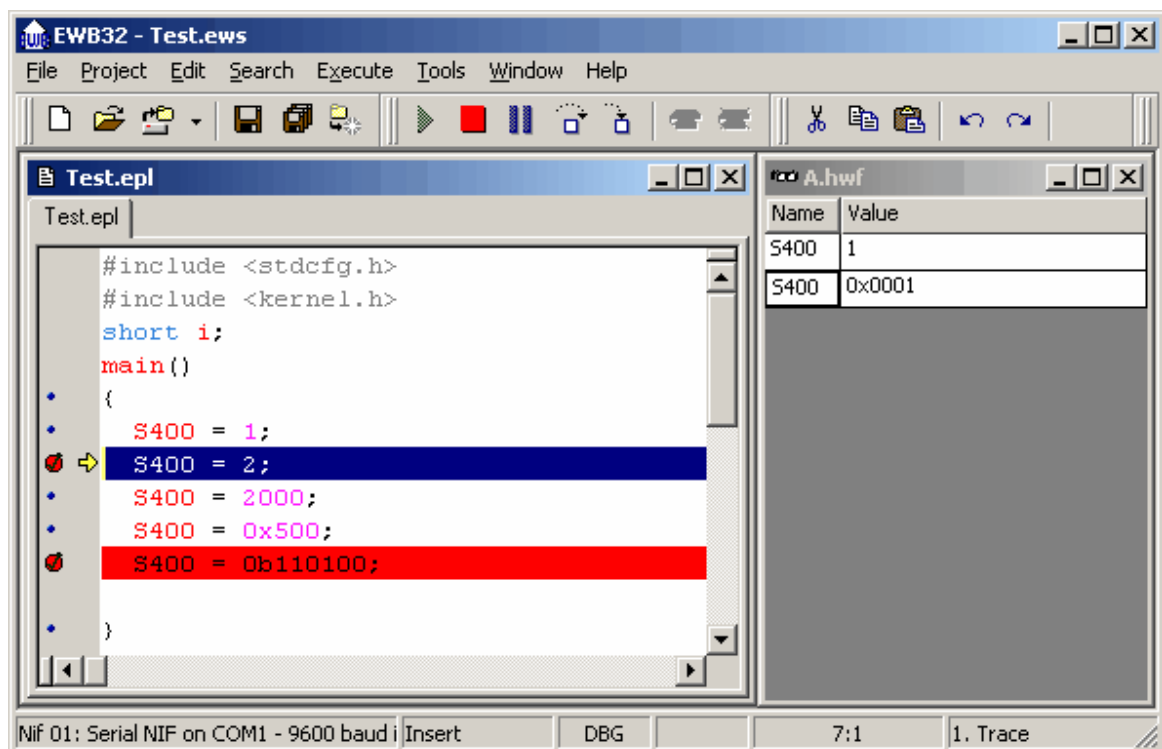 EWB32 - Test.ews
File Project Edit Search Execute Tools Window Help
Test.epl
Test.epl
#include <stdcfg.h>
#include <kernel.h>
short i;
main()
{
S400 = 1;
S400 = 2;
S400 = 2000;
S400 = 0x500;
S400 = 0b110100;
}
A.hwf
Name Value
S400 1
S400 0x0001
Nif 01: Serial NIF on COM1 - 9600 baud i Insert DBG 7:1 1. Trace